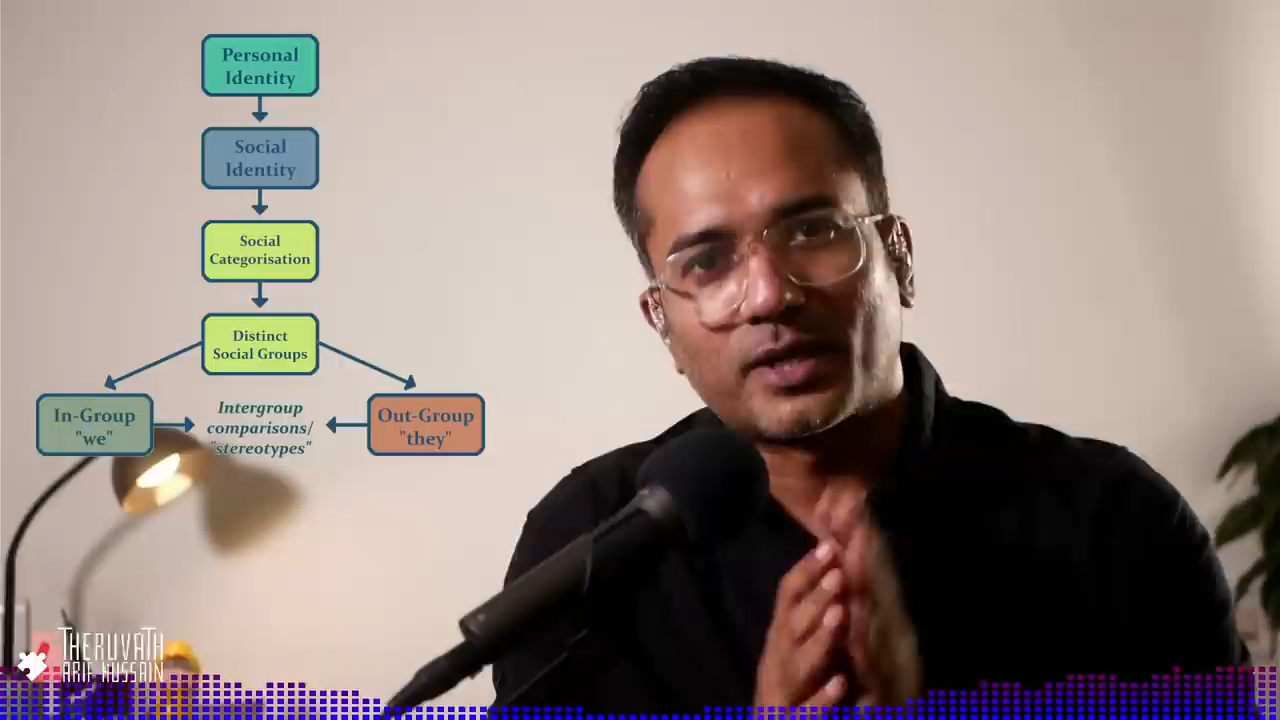 Personal
Identity
Social
Identity
Social
Categorisation
Distinct
Social Groups
In-Group
"we"
Intergroup
comparisons/
"stereotypes"
Out-Group
"they"
THERUVATH
ARIF HUSSAIN